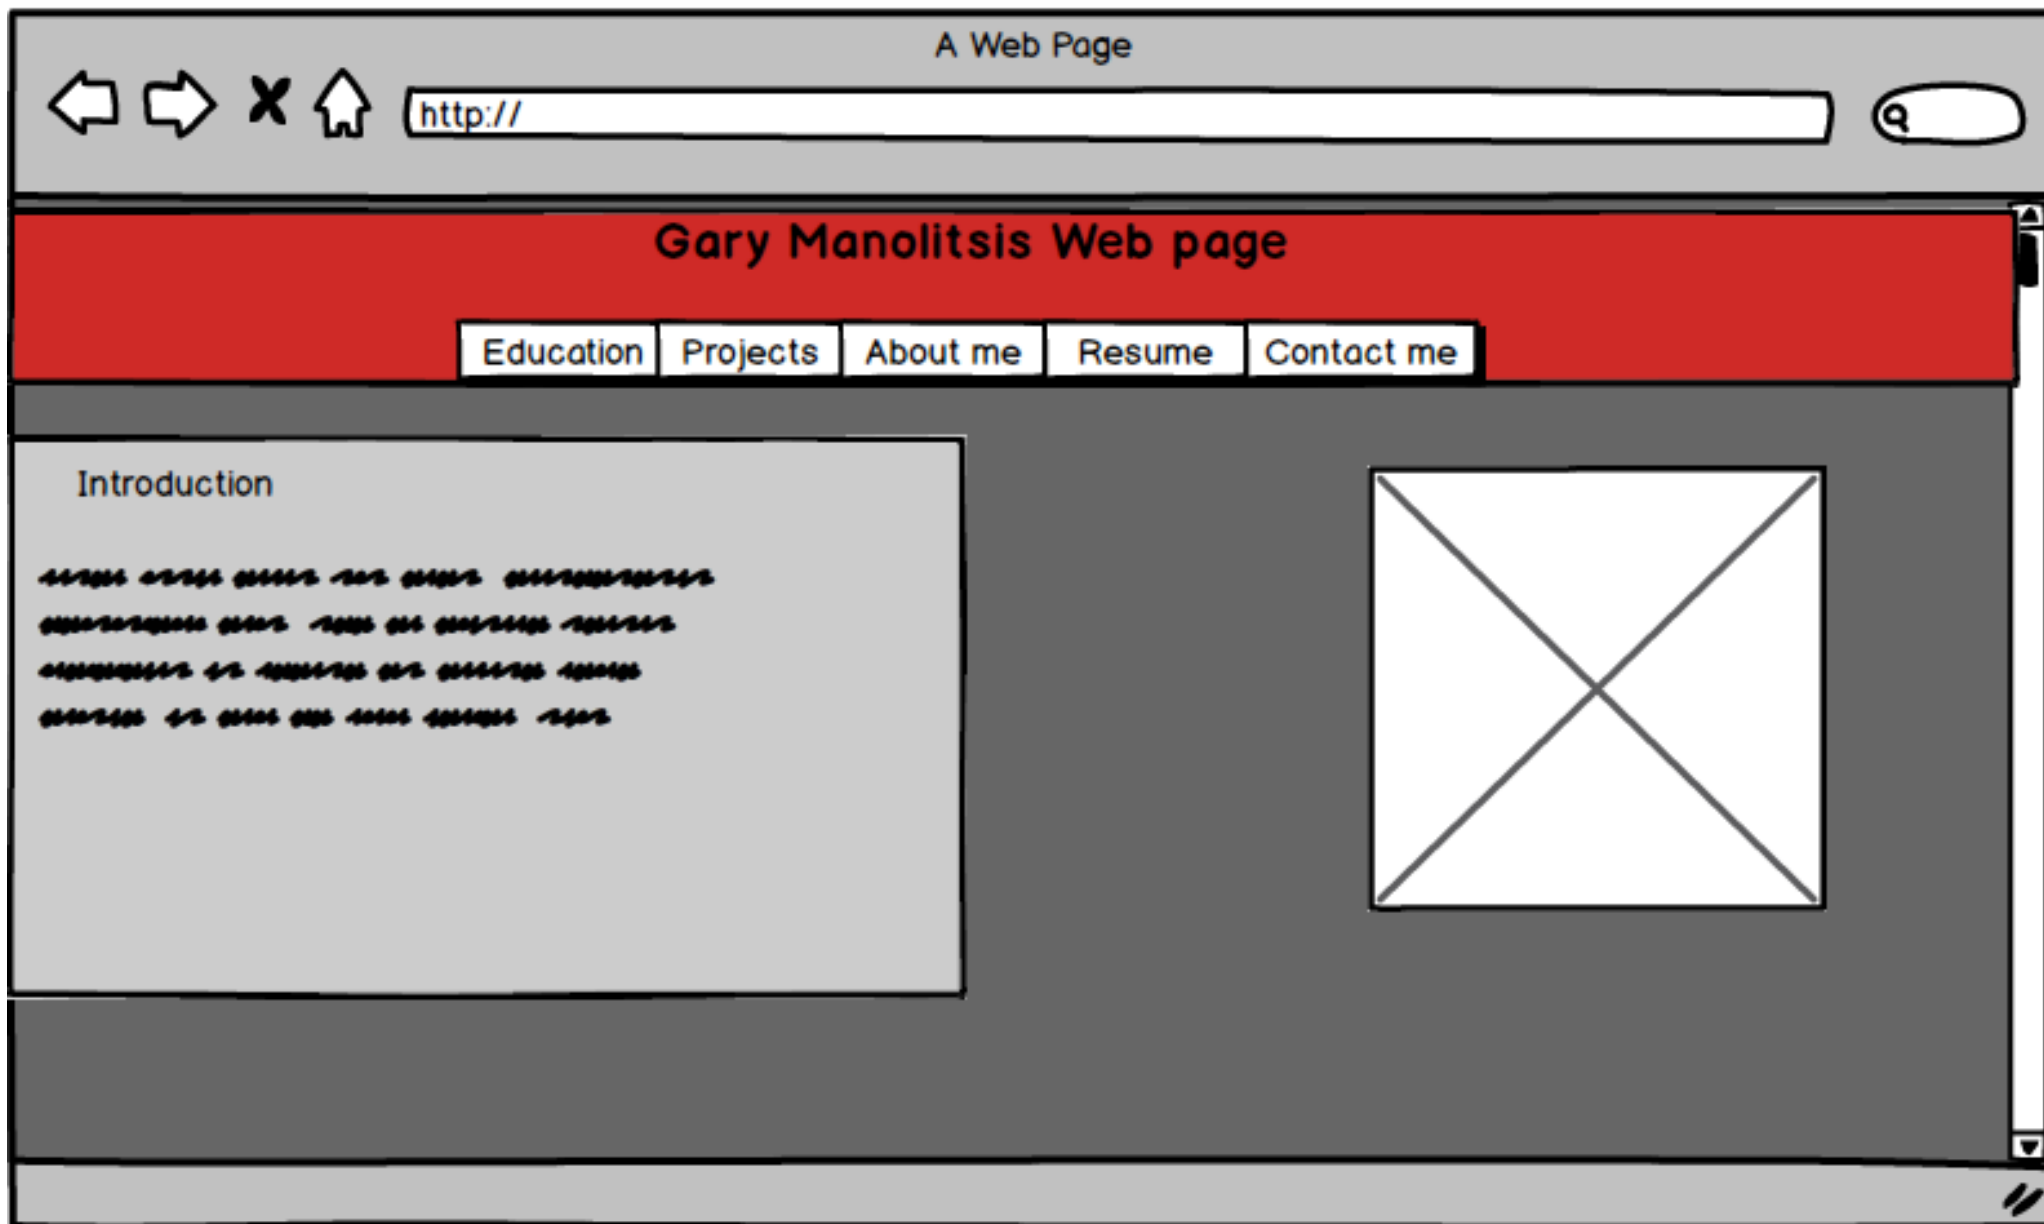 A Web Page
http://
Gary Manolitsis Web page
Education Projects About me Resume Contact me
Introduction